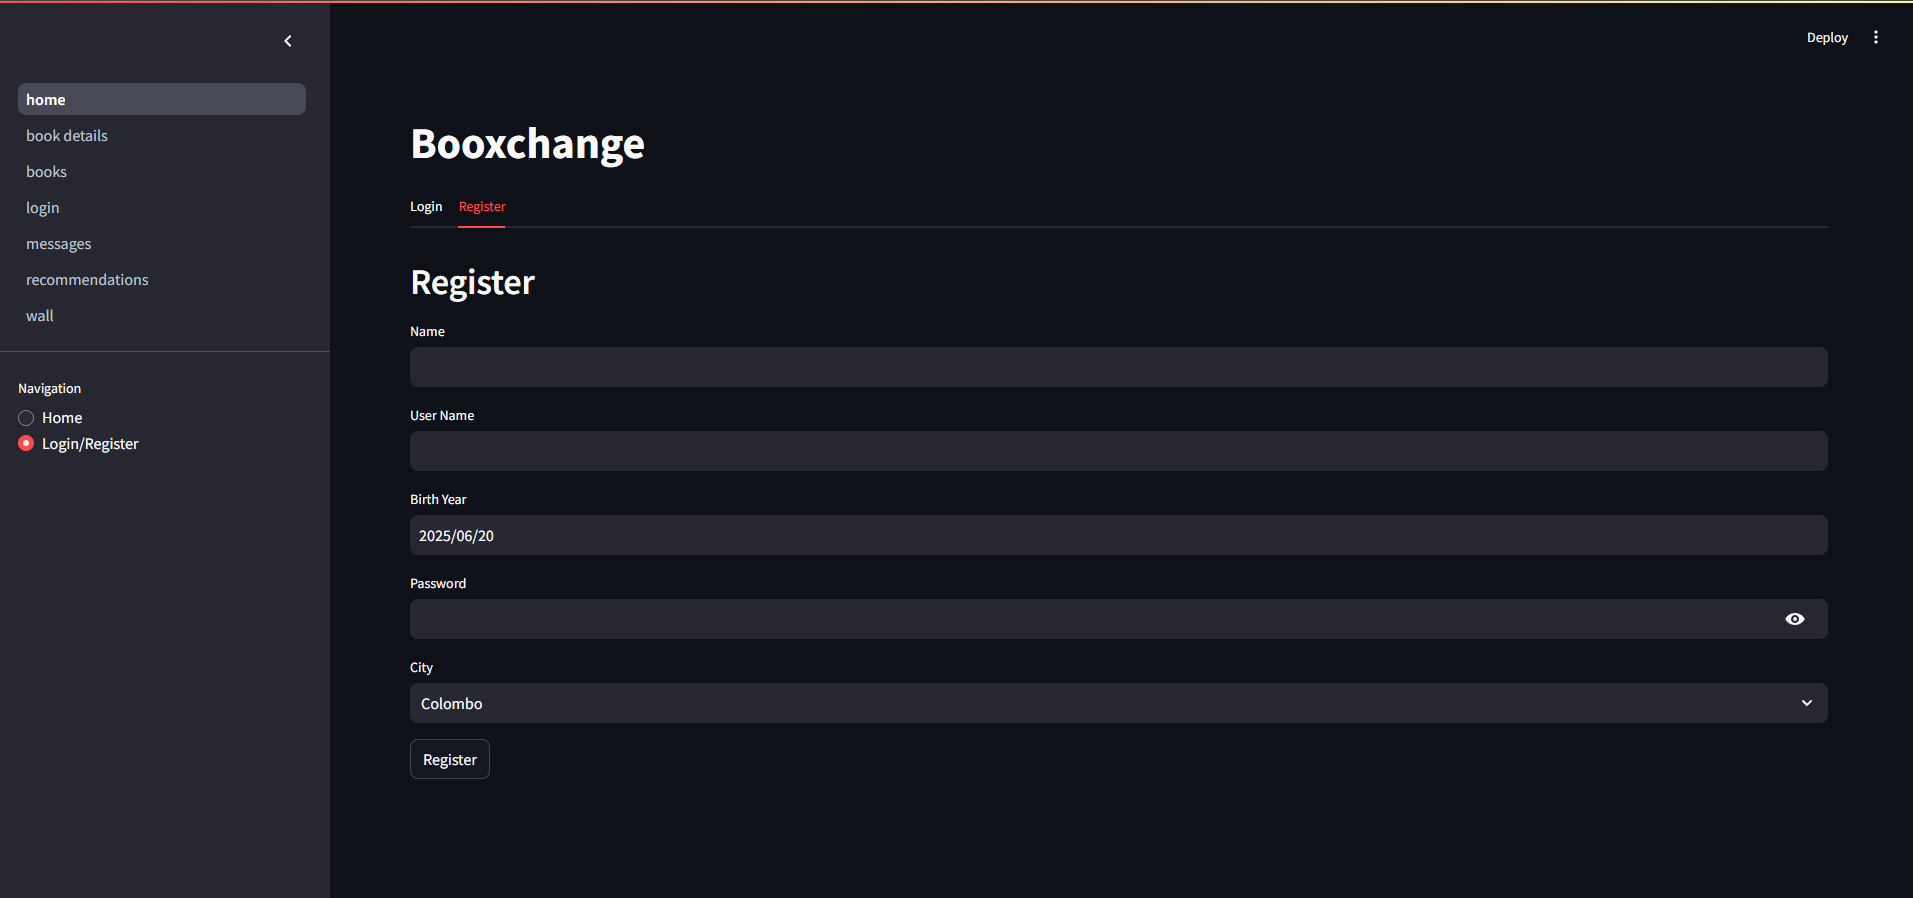 Deploy
home
book details
books
login
messages
recommendations
wall
Navigation
Home
Login/Register
Booxchange
Login Register
Register
Name
User Name
Birth Year
2025/06/20
Password
City
Colombo
Register